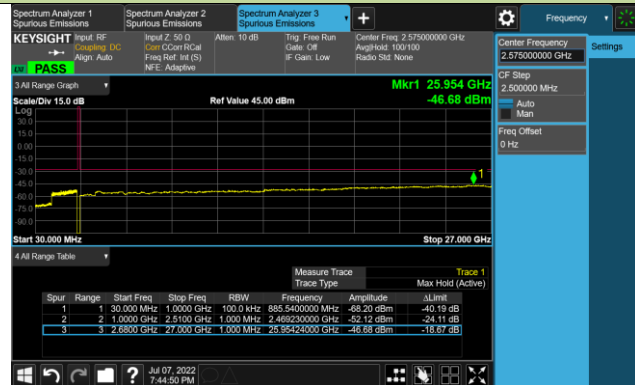 Spectrum Analyzer 1
Spurious Emissions
Spectrum Analyzer 2
Spurious Emissions
Spectrum Analyzer 3
Spurious Emissions
Frequency
KEYSIGHT
Input: RF
Coupling: DC
Align: Auto
Input Z: 50 Ω
Corr CCorr RCal
Freq Ref: Int (S)
NFE: Adaptive
Atten: 10 dB
Trig: Free Run
Gate: Off
IF Gain: Low
Center Freq: 2.575000000 GHz
Avg|Hold: 100/100
Radio Std: None
PASS
Center Frequency
2.575000000 GHz
Settings
CF Step
2.500000 MHz
Auto
Man
Freq Offset
0 Hz
3 All Range Graph
Mkr1 25.954 GHz
Scale/Div 15.0 dB
Ref Value 45.00 dBm
-46.68 dBm
Log
30.0
15.0
0.00
-15.0
-30.0
-45.0
-60.0
-75.0
-90.0
1
Start 30.000 MHz
Stop 27.000 GHz
4 All Range Table
Measure Trace Trace 1
Trace Type Max Hold (Active)
Spur Range Start Freq Stop Freq RBW Frequency Amplitude ΔLimit
1 1 30.000 MHz 1.0000 GHz 100.0 kHz 885.5400000 MHz -68.20 dBm -40.19 dB
2 2 1.0000 GHz 2.5100 GHz 1.000 MHz 2.469230000 GHz -52.12 dBm -24.11 dB
3 3 2.6800 GHz 27.000 GHz 1.000 MHz 25.95424000 GHz -46.68 dBm -18.67 dB
Jul 07, 2022
7:44:50 PM